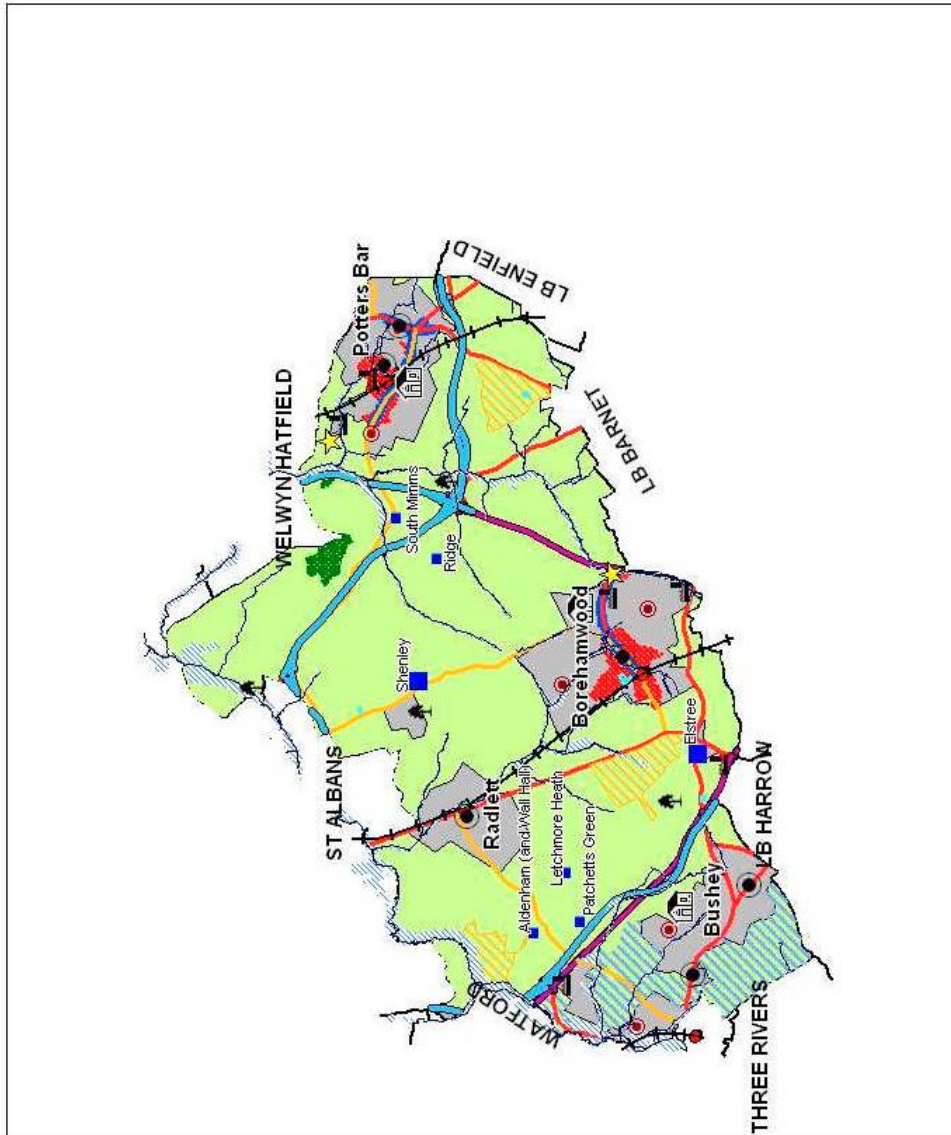 Potters Bar
LB ENFIELD
WELWYN HATFIELD
LB BARNET
South Mimms
Ridge
Shenley
Borehamwood
ST ALBANS
Elstree
Radlett
Aldenham (and Wall Hall)
Letchmore Heath
Patchetts Green
LB HARROW
Bushey
WATFORD
THREE RIVERS